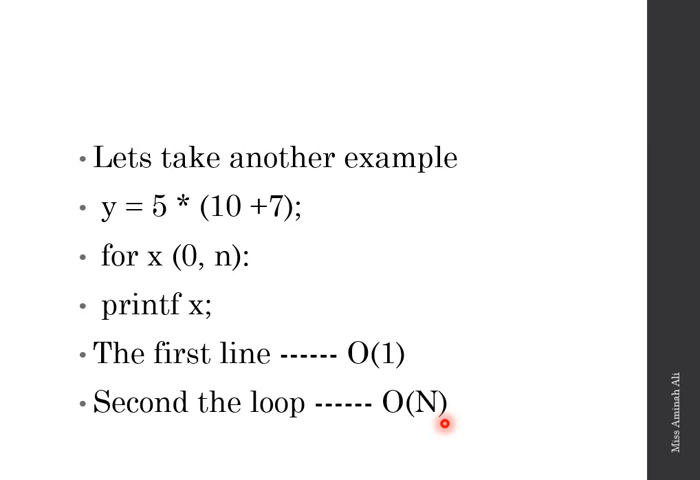 Lets take another example
y = 5 * (10 +7);
for x (0, n):
printf x;
The first line ------ O(1)
Second the loop ------ O(N)
Miss Aminah Ali